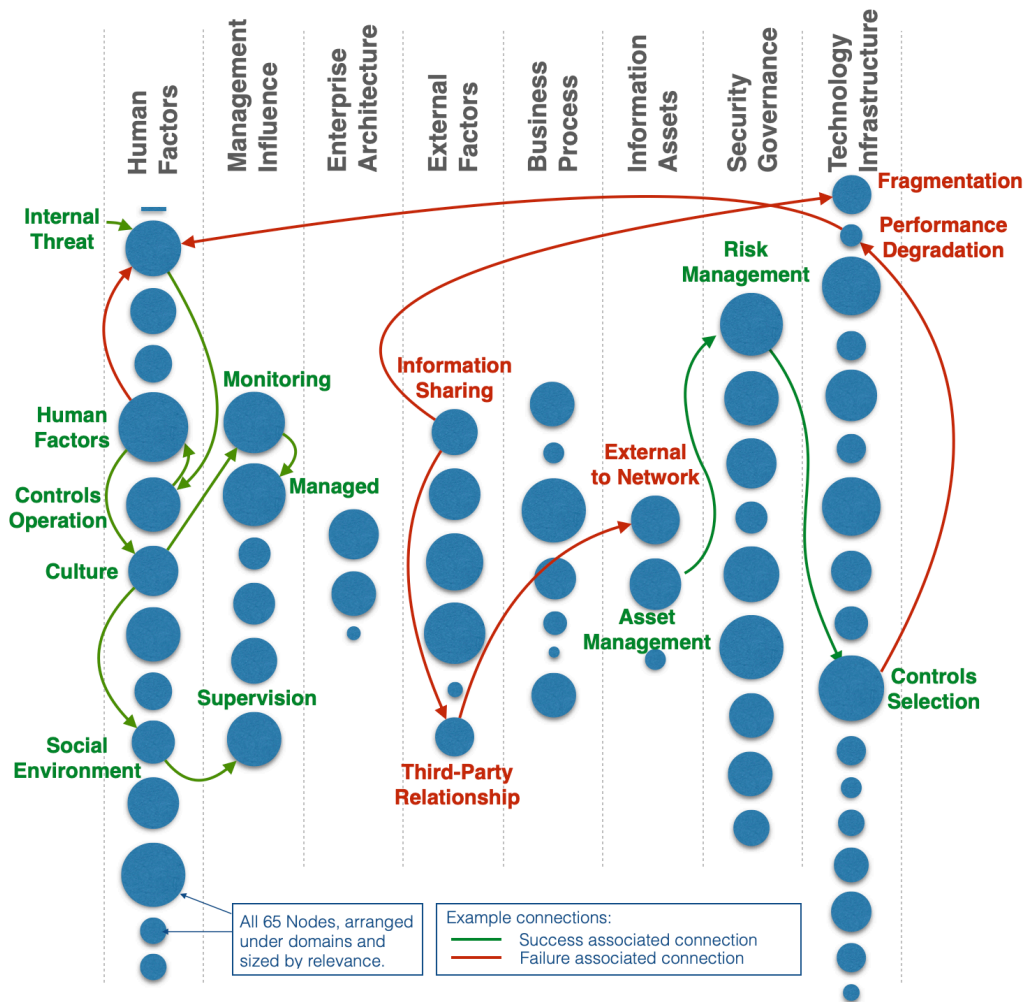 Human
Factors
Management
Influence
Enterprise
Architecture
External
Factors
Business
Process
Information
Assets
Security
Governance
Technology
Infrastructure
Fragmentation
Internal
Threat
Performance
Degradation
Risk
Management
Information
Sharing
Monitoring
Human
Factors
External
to Network
Managed
Controls
Operation
Culture
Asset
Management
Supervision
Controls
Selection
Social
Environment
Third-Party
Relationship
All 65 Nodes, arranged
under domains and
sized by relevance.
Example connections:
Success associated connection
Failure associated connection